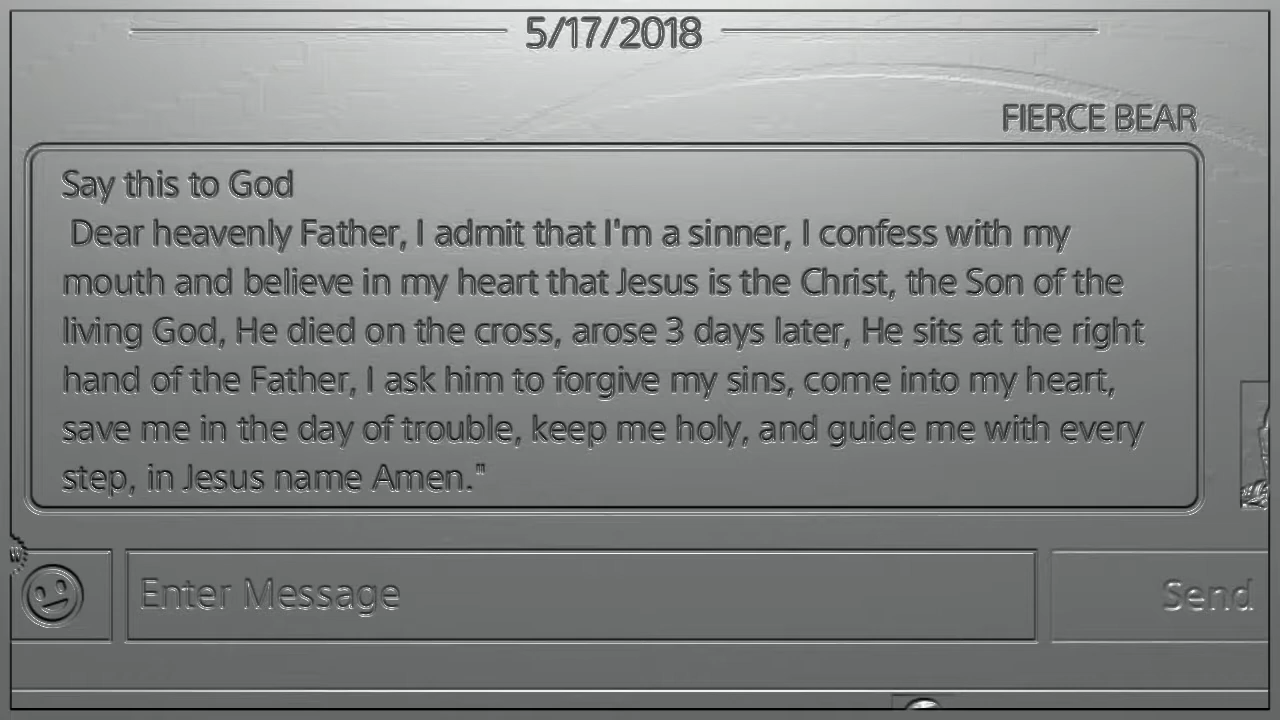 5/17/2018
FIERCE BEAR
Say this to God
Dear heavenly Father, I admit that I'm a sinner, I confess with my
mouth and believe in my heart that Jesus is the Christ, the Son of the
living God, He died on the cross, arose 3 days later, He sits at the right
hand of the Father, I ask him to forgive my sins, come into my heart,
save me in the day of trouble, keep me holy, and guide me with every
step, in Jesus name Amen."
Enter Message
Send